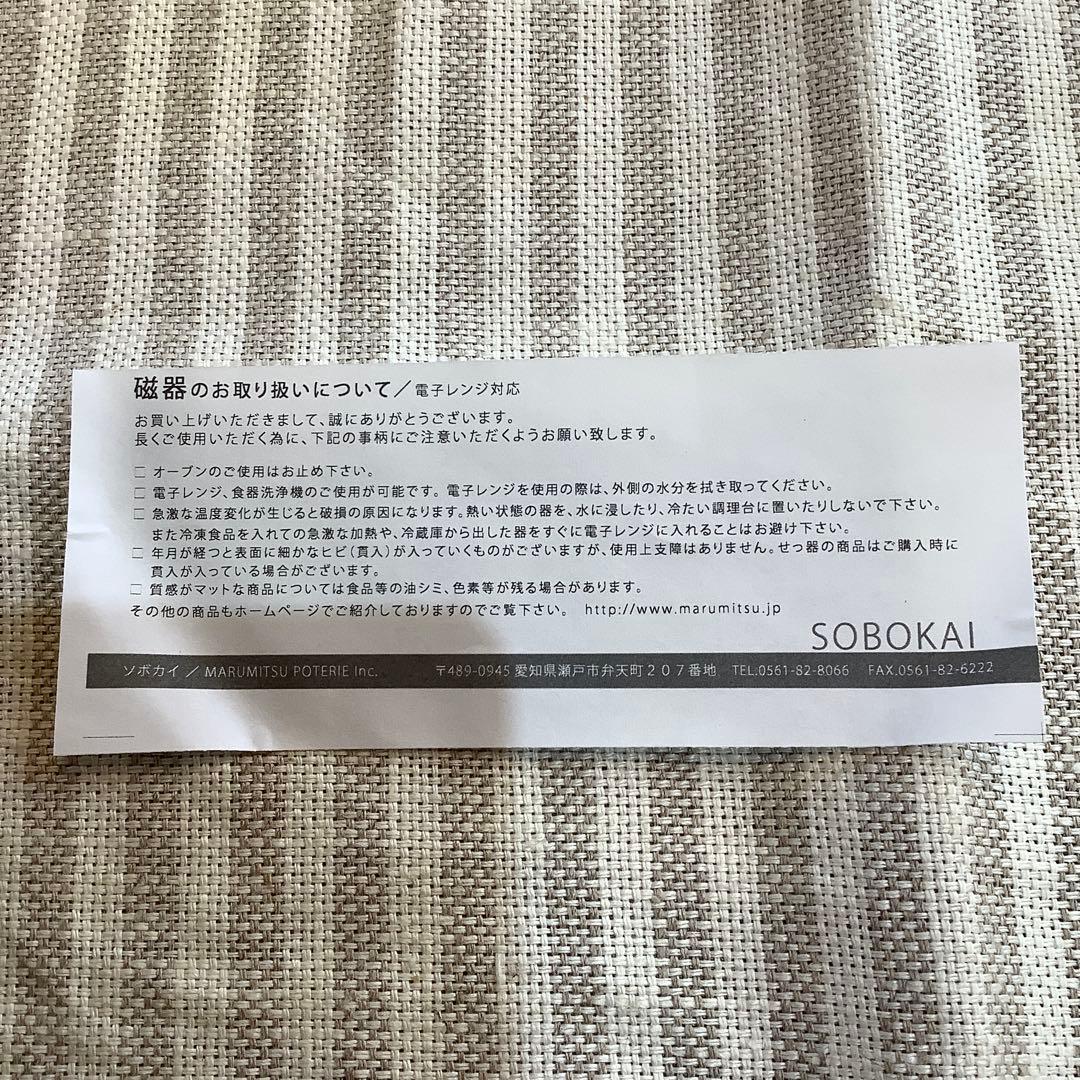 磁器のお取り扱いについて／電子レンジ対応
お買い上げいただきまして、誠にありがとうございます。
長くご使用いただく為に、下記の事柄にご注意いただくようお願い致します。
□ オーブンのご使用はお止め下さい。
□ 電子レンジ、食器洗浄機のご使用が可能です。電子レンジを使用の際は、外側の水分を拭き取ってください。
□ 急激な温度変化が生じると破損の原因になります。熱い状態の器を、水に浸したり、冷たい調理台に置いたりしないで下さい。
また冷凍食品を入れての急激な加熱や、冷蔵庫から出した器をすぐに電子レンジに入れることはお避け下さい。
□ 年月が経つと表面に細かなヒビ（貫入）が入っていくものがございますが、使用上支障はありません。せっ器の商品はご購入時に
貫入が入っている場合がございます。
□ 質感がマットな商品については食品等の油シミ、色素等が残る場合があります。
その他の商品もホームページでご紹介しておりますのでご覧下さい。 http://www.marumitsu.jp
SOBOKAI
ソボカイ／MARUMITSU POTERIE Inc. 〒489-0945 愛知県瀬戸市弁天町２０７番地 TEL.0561-82-8066 FAX.0561-82-6222